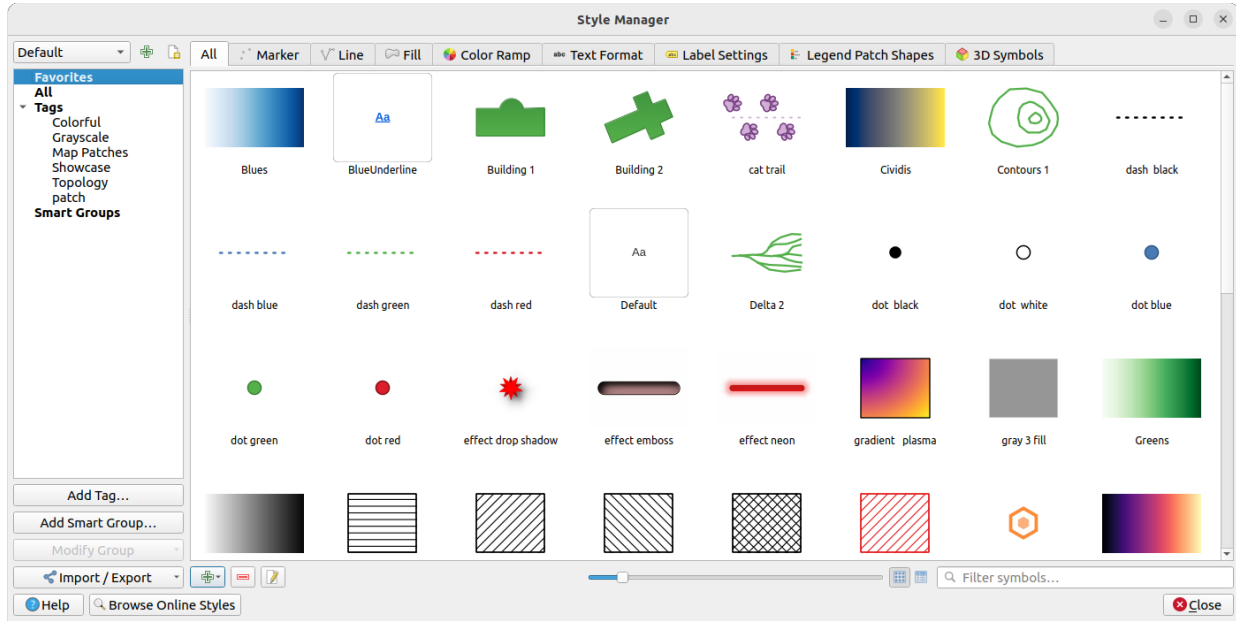 Style Manager
Default
All
Marker
Line
Fill
Color Ramp
abc Text Format
abc Label Settings
Legend Patch Shapes
3D Symbols
Favorites
All
Tags
Colorful
Grayscale
Map Patches
Showcase
Topology
patch
Smart Groups
Aa
Blues
BlueUnderline
Building 1
Building 2
cat trail
Cividis
Contours 1
dash black
Aa
dash blue
dash green
dash red
Default
Delta 2
dot black
dot white
dot blue
dot green
dot red
effect drop shadow
effect emboss
effect neon
gradient plasma
gray 3 fill
Greens
Add Tag...
Add Smart Group...
Modify Group
Import / Export
Filter symbols...
Help
Browse Online Styles
Close